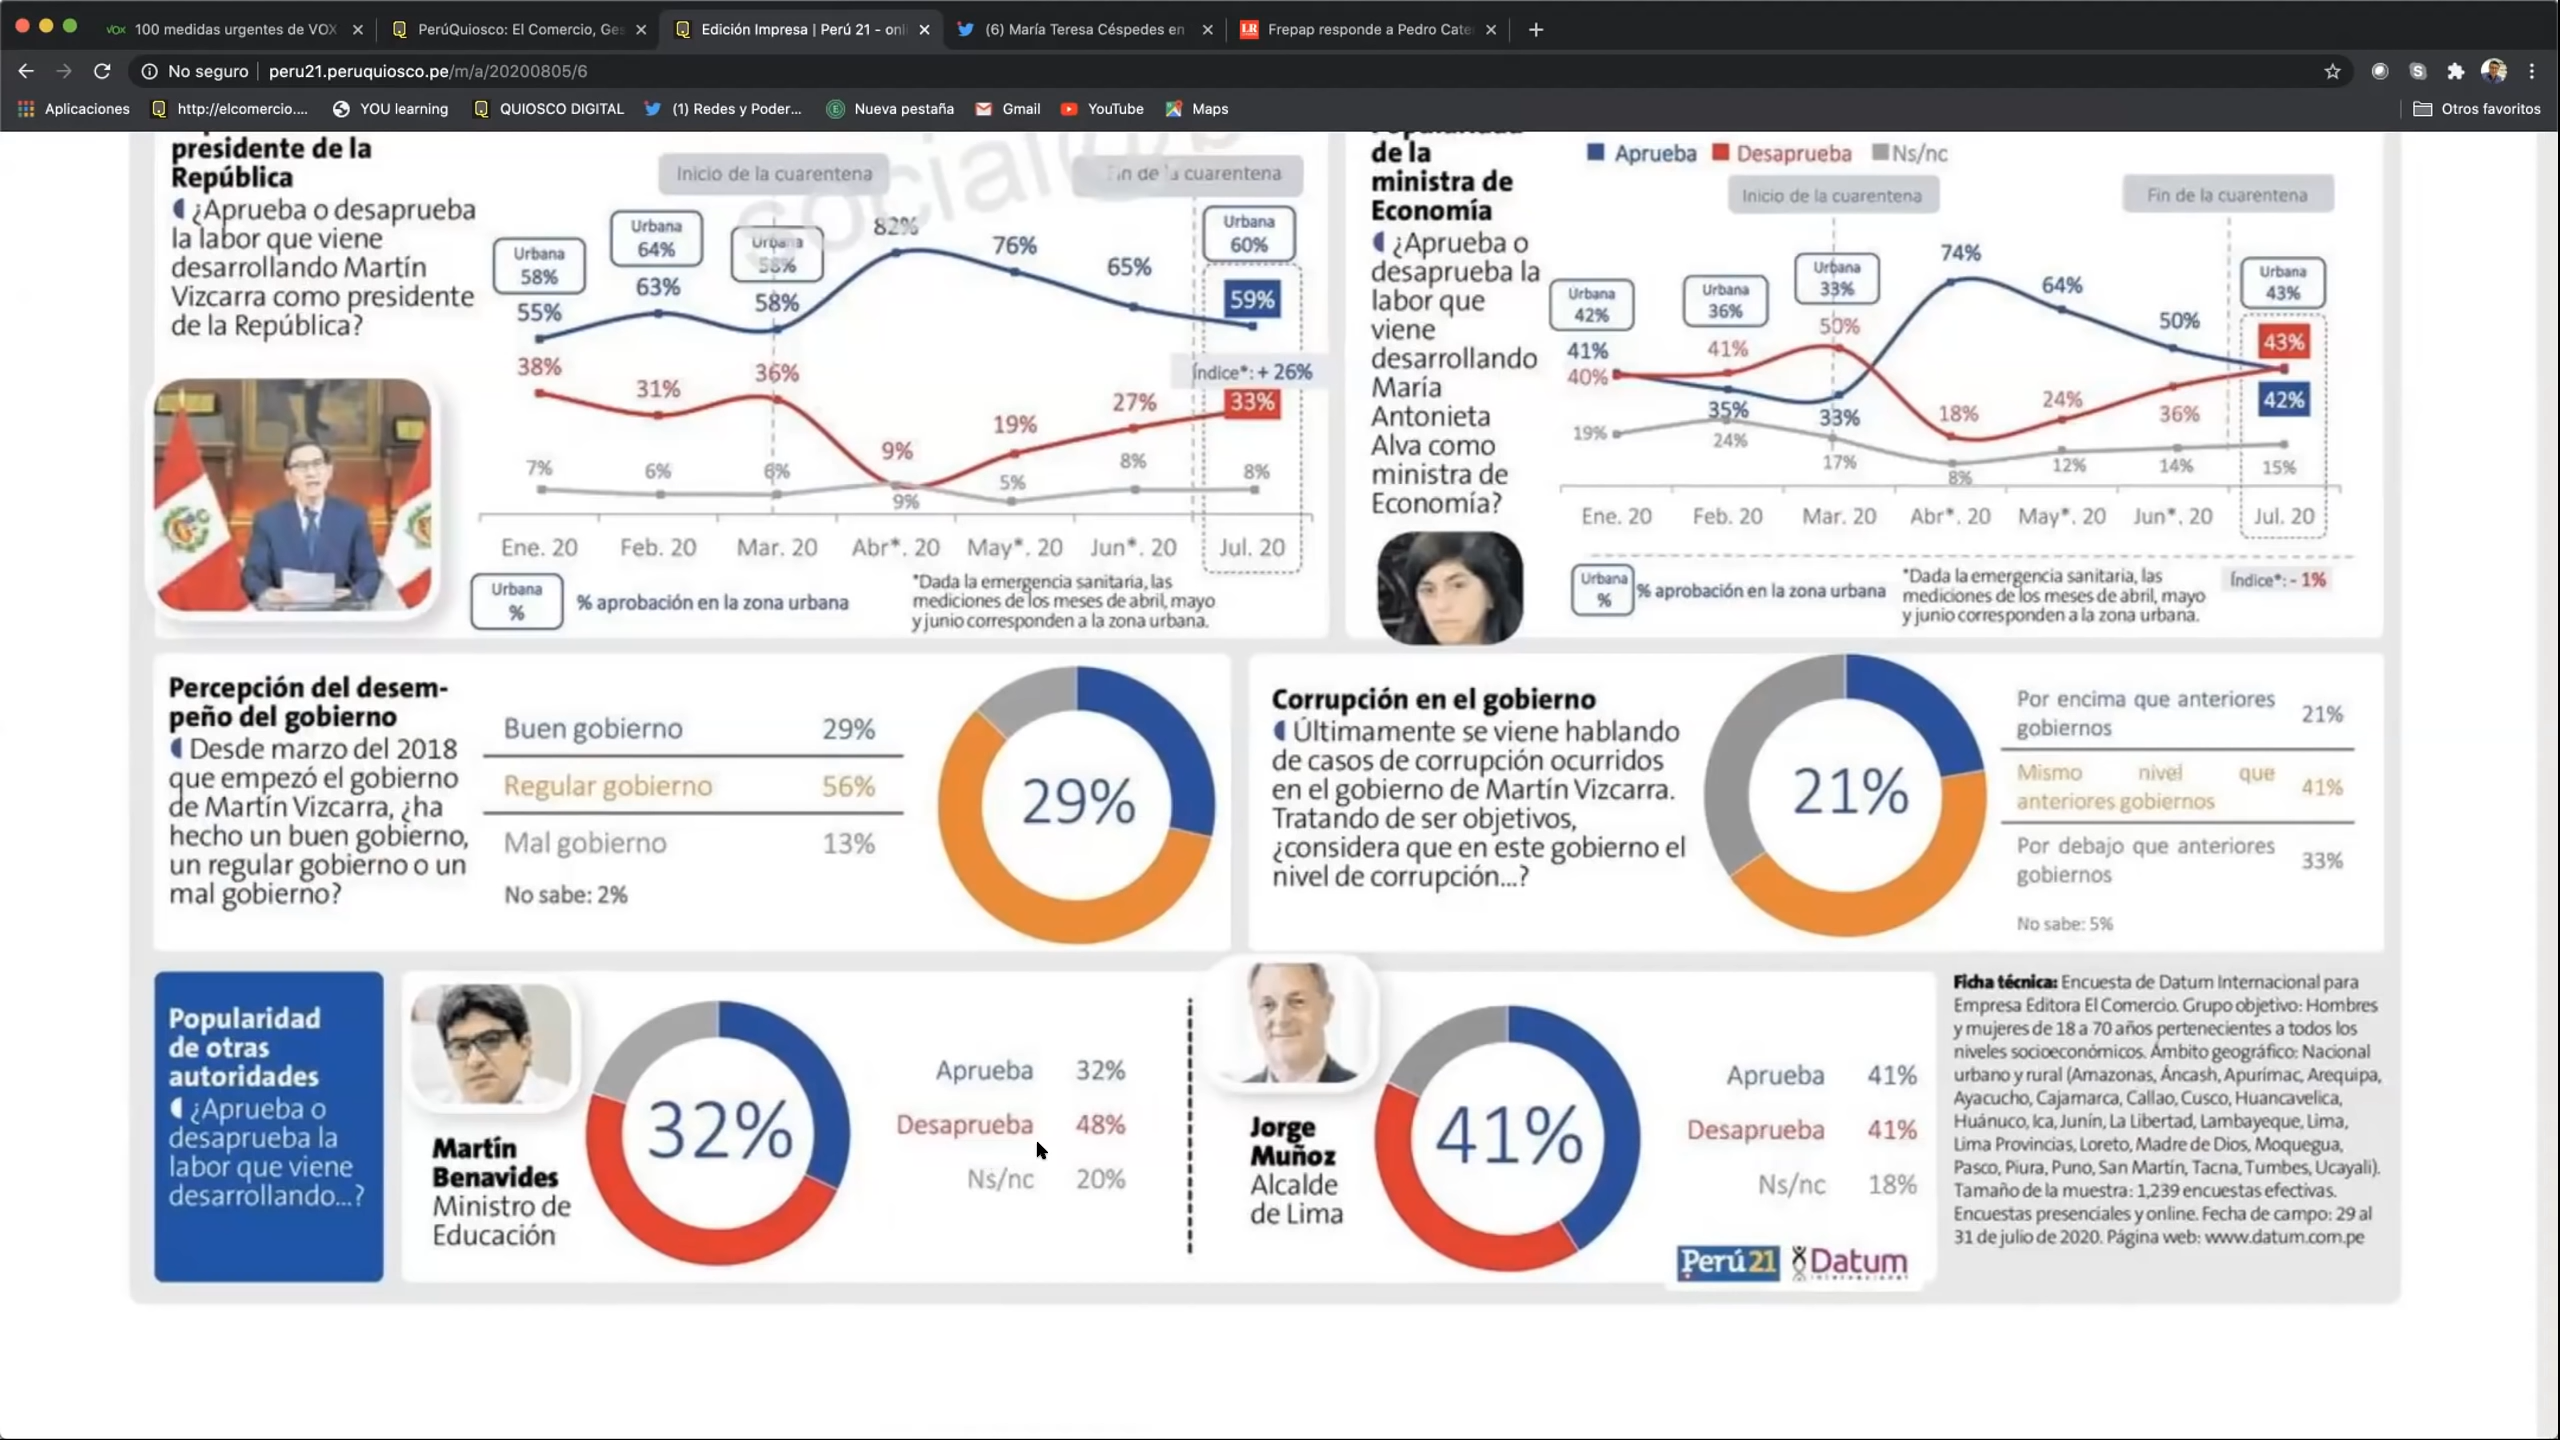 100 medidas urgentes de VOX
PerúQuiosco: El Comercio, Ges
Edición Impresa | Perú 21 - onli
(6) María Teresa Céspedes en
LR Frepap responde a Pedro Cate
No seguro | peru21.peruquiosco.pe/m/a/20200805/6
Aplicaciones
http://elcomercio....
YOU learning
QUIOSCO DIGITAL
(1) Redes y Poder...
Nueva pestaña
Gmail
YouTube
Maps
Otros favoritos
presidente de la
República
¿Aprueba o desaprueba
la labor que viene
desarrollando Martín
Vizcarra como presidente
de la República?
Inicio de la cuarentena
Fin de la cuarentena
Urbana
58%
Urbana
64%
Urbana
58%
Urbana
60%
55%
63%
58%
82%
76%
65%
59%
Índice*: + 26%
38%
31%
36%
9%
19%
27%
33%
7%
6%
6%
9%
5%
8%
8%
Ene. 20
Feb. 20
Mar. 20
Abr*. 20
May*. 20
Jun*. 20
Jul. 20
Urbana
%
% aprobación en la zona urbana
*Dada la emergencia sanitaria, las
mediciones de los meses de abril, mayo
y junio corresponden a la zona urbana.
Popularidad
de la
ministra de
Economía
¿Aprueba o
desaprueba la
labor que
viene
desarrollando
María
Antonieta
Alva como
ministra de
Economía?
Aprueba Desaprueba Ns/nc
Inicio de la cuarentena
Fin de la cuarentena
Urbana
42%
Urbana
36%
Urbana
33%
Urbana
43%
41%
35%
33%
74%
64%
50%
42%
40%
41%
50%
18%
24%
36%
43%
19%
24%
17%
8%
12%
14%
15%
Ene. 20
Feb. 20
Mar. 20
Abr*. 20
May*. 20
Jun*. 20
Jul. 20
Urbana
%
% aprobación en la zona urbana
*Dada la emergencia sanitaria, las
mediciones de los meses de abril, mayo
y junio corresponden a la zona urbana.
Índice*: - 1%
Percepción del desem-
peño del gobierno
Desde marzo del 2018
que empezó el gobierno
de Martín Vizcarra, ¿ha
hecho un buen gobierno,
un regular gobierno o un
mal gobierno?
Buen gobierno 29%
Regular gobierno 56%
Mal gobierno 13%
No sabe: 2%
29%
Corrupción en el gobierno
Últimamente se viene hablando
de casos de corrupción ocurridos
en el gobierno de Martín Vizcarra.
Tratando de ser objetivos,
¿considera que en este gobierno el
nivel de corrupción...?
21%
Por encima que anteriores
gobiernos 21%
Mismo nivel que
anteriores gobiernos 41%
Por debajo que anteriores
gobiernos 33%
No sabe: 5%
Popularidad
de otras
autoridades
¿Aprueba o
desaprueba la
labor que viene
desarrollando...?
Martín
Benavides
Ministro de
Educación
32%
Aprueba 32%
Desaprueba 48%
Ns/nc 20%
Jorge
Muñoz
Alcalde
de Lima
41%
Aprueba 41%
Desaprueba 41%
Ns/nc 18%
Perú21 Datum
internacional
Ficha técnica: Encuesta de Datum Internacional para
Empresa Editora El Comercio. Grupo objetivo: Hombres
y mujeres de 18 a 70 años pertenecientes a todos los
niveles socioeconómicos. Ámbito geográfico: Nacional
urbano y rural (Amazonas, Áncash, Apurímac, Arequipa,
Ayacucho, Cajamarca, Callao, Cusco, Huancavelica,
Huánuco, Ica, Junín, La Libertad, Lambayeque, Lima,
Lima Provincias, Loreto, Madre de Dios, Moquegua,
Pasco, Piura, Puno, San Martín, Tacna, Tumbes, Ucayali).
Tamaño de la muestra: 1,239 encuestas efectivas.
Encuestas presenciales y online. Fecha de campo: 29 al
31 de julio de 2020. Página web: www.datum.com.pe